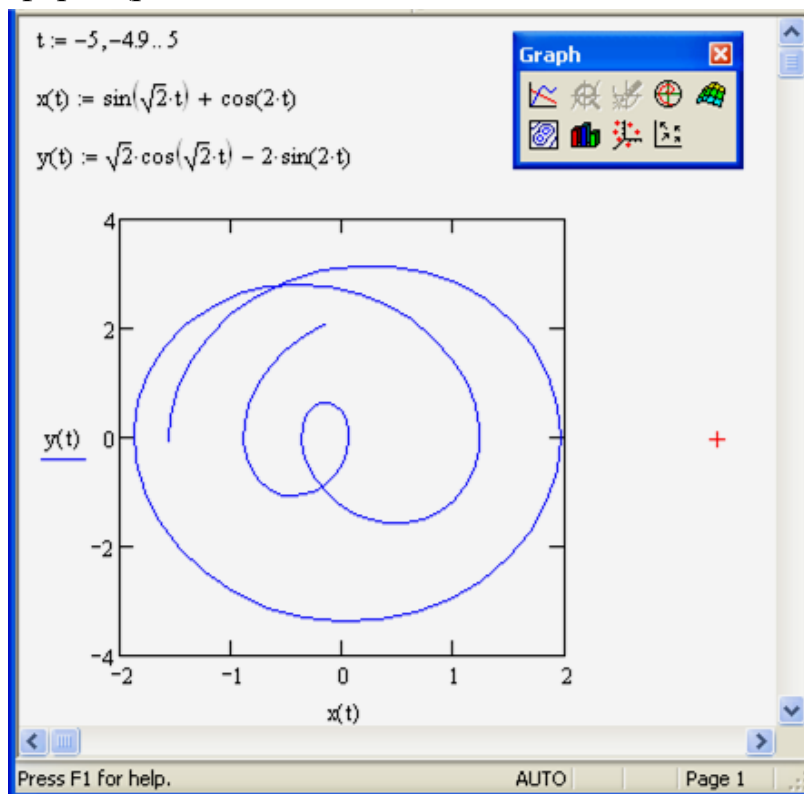 t := −5,−4.9.. 5
Graph
x(t) := sin(√2·t) + cos(2·t)
y(t) := √2·cos(√2·t) − 2·sin(2·t)
4
2
y(t) 0
−2
−4
−2 −1 0 1 2
x(t)
Press F1 for help. AUTO Page 1